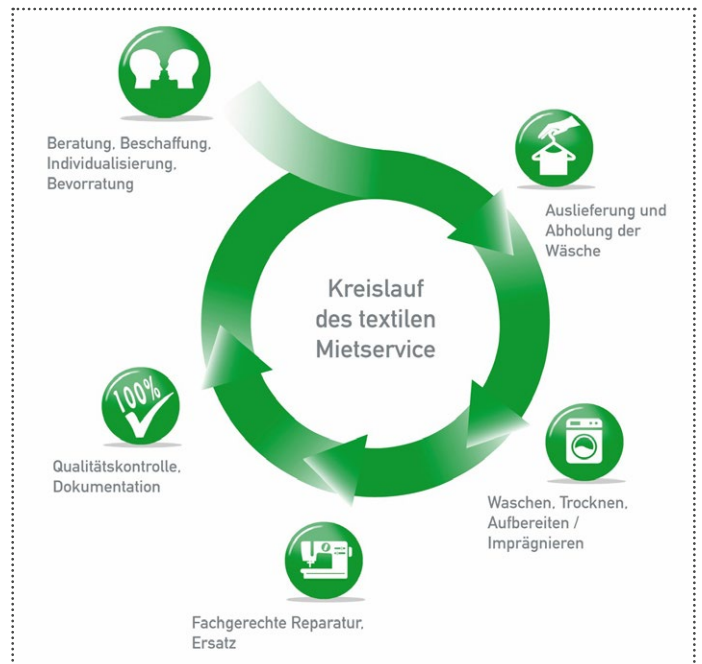 Beratung, Beschaffung,
Individualisierung,
Bevorratung
Auslieferung und
Abholung der
Wäsche
Kreislauf
des textilen
Mietservice
100%
Qualitätskontrolle,
Dokumentation
Waschen, Trocknen,
Aufbereiten /
Imprägnieren
Fachgerechte Reparatur,
Ersatz